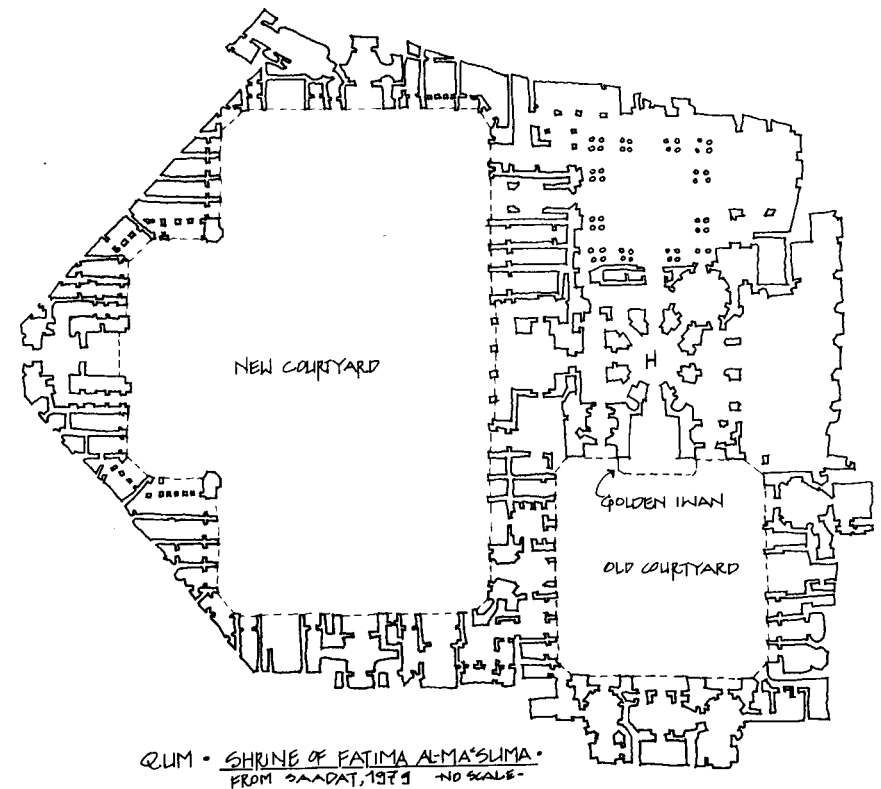 NEW COURTYARD
H
GOLDEN IWAN
OLD COURTYARD
QUM • SHRINE OF FATIMA AL-MA'SUMA •
FROM SAADAT, 1979 -NO SCALE-